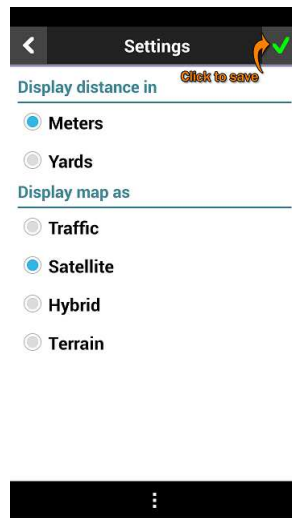 Settings
Click to save
Display distance in
Meters
Yards
Display map as
Traffic
Satellite
Hybrid
Terrain